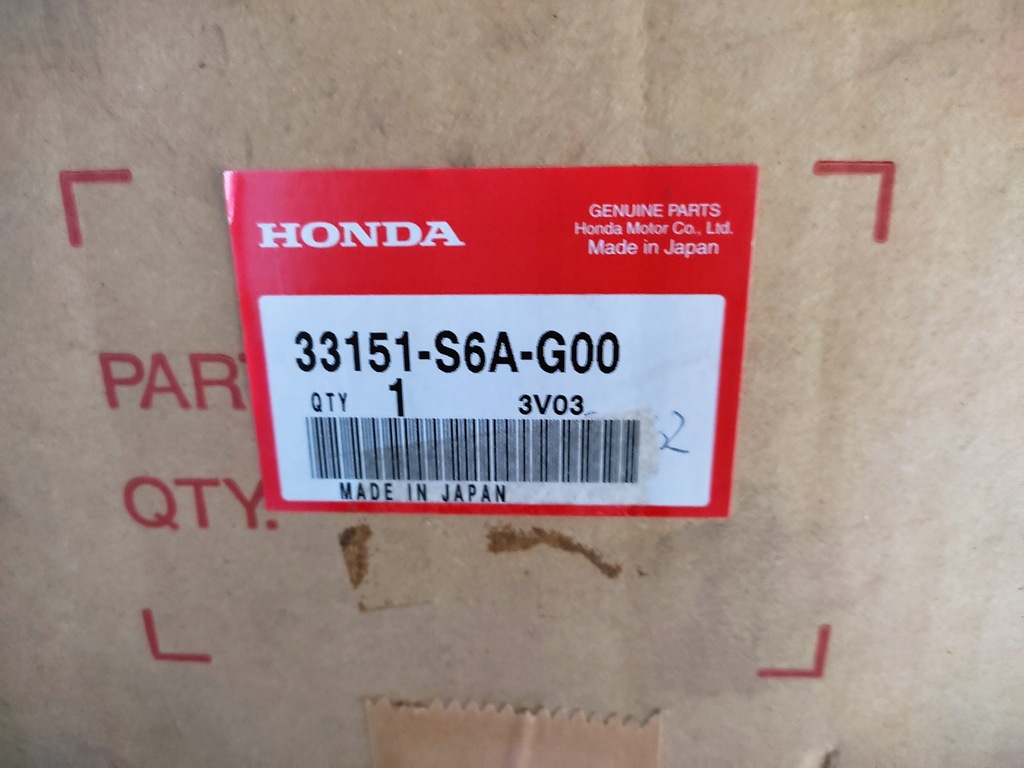 HONDA
GENUINE PARTS
Honda Motor Co., Ltd.
Made in Japan
33151-S6A-G00
QTY 1 3V03
MADE IN JAPAN
PAR
QTY.